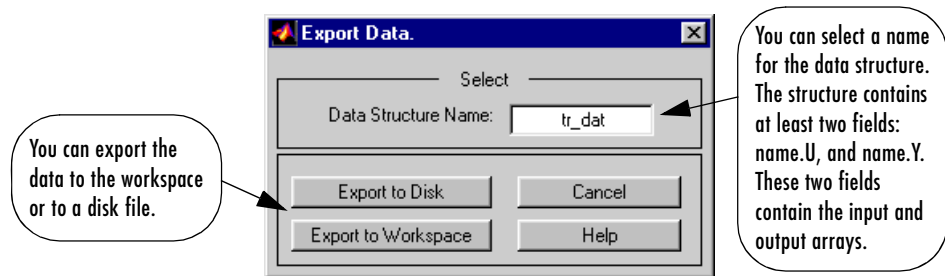 Export Data.
Select
Data Structure Name:
tr_dat
Export to Disk
Cancel
Export to Workspace
Help
You can export the
data to the workspace
or to a disk file.
You can select a name
for the data structure.
The structure contains
at least two fields:
name.U, and name.Y.
These two fields
contain the input and
output arrays.